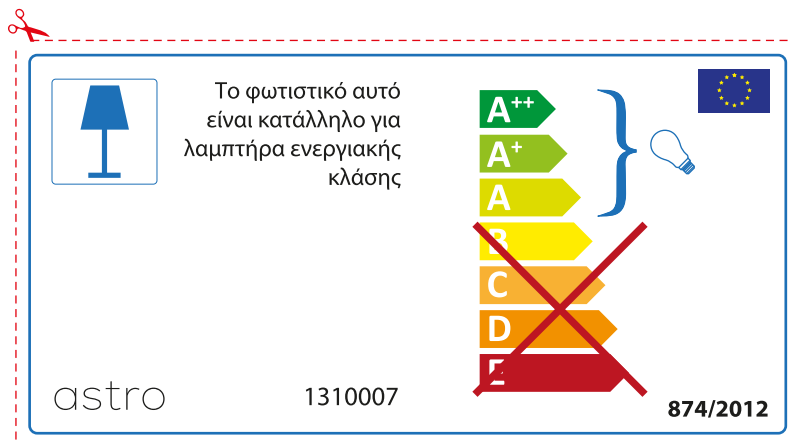 Το φωτιστικό αυτό
είναι κατάλληλο για
λαμπτήρα ενεργιακής
κλάσης
A++
A+
A
B
C
D
E
astro
1310007
874/2012